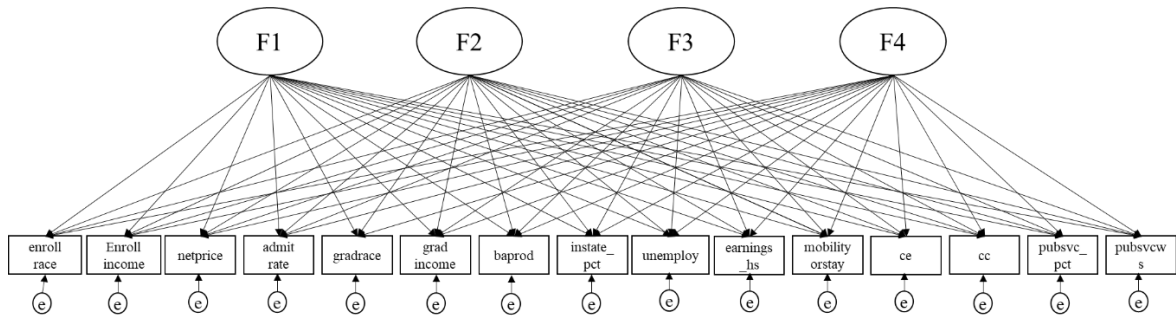 F1 F2 F3 F4
enroll race
Enroll income
netprice
admit rate
gradrace
grad income
baprod
instate_ pct
unemploy
earnings _hs
mobility orstay
ce
cc
pubsvc_ pct
pubsvcw s
e e e e e e e e e e e e e e e